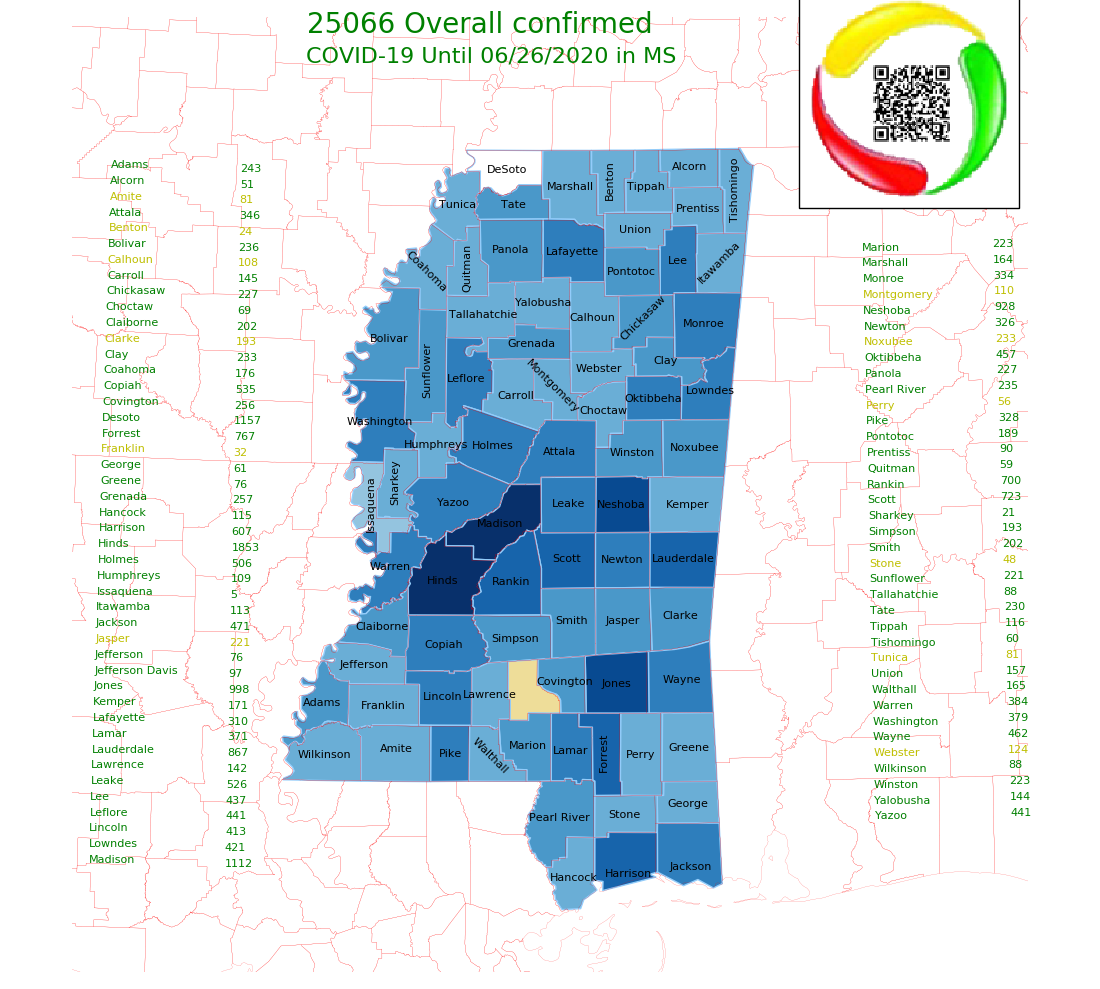 25066 Overall confirmed
COVID-19 Until 06/26/2020 in MS
Adams 243
Alcorn 51
Amite 81
Attala 346
Benton 24
Bolivar 236
Calhoun 108
Carroll 145
Chickasaw 227
Choctaw 69
Claiborne 202
Clarke 193
Clay 233
Coahoma 176
Copiah 535
Covington 256
Desoto 1157
Forrest 767
Franklin 32
George 61
Greene 76
Grenada 257
Hancock 115
Harrison 607
Hinds 1853
Holmes 506
Humphreys 109
Issaquena 5
Itawamba 113
Jackson 471
Jasper 221
Jefferson 76
Jefferson Davis 97
Jones 998
Kemper 171
Lafayette 310
Lamar 371
Lauderdale 867
Lawrence 142
Leake 526
Lee 437
Leflore 441
Lincoln 413
Lowndes 421
Madison 1112
DeSoto
Marshall
Benton
Tippah
Alcorn
Tishomingo
Tunica
Tate
Prentiss
Union
Panola
Lafayette
Quitman
Coahoma
Pontotoc
Lee
Itawamba
Tallahatchie
Yalobusha
Calhoun
Chickasaw
Monroe
Bolivar
Sunflower
Grenada
Leflore
Webster
Clay
Montgomery
Carroll
Choctaw
Oktibbeha
Lowndes
Washington
Humphreys
Holmes
Attala
Winston
Noxubee
Sharkey
Issaquena
Yazoo
Madison
Leake
Neshoba
Kemper
Warren
Hinds
Rankin
Scott
Newton
Lauderdale
Claiborne
Copiah
Simpson
Smith
Jasper
Clarke
Jefferson
Adams
Franklin
Lincoln
Lawrence
Covington
Jones
Wayne
Wilkinson
Amite
Pike
Walthall
Marion
Lamar
Forrest
Perry
Greene
Pearl River
Stone
George
Hancock
Harrison
Jackson
Marion 223
Marshall 164
Monroe 334
Montgomery 110
Neshoba 928
Newton 326
Noxubee 233
Oktibbeha 457
Panola 227
Pearl River 235
Perry 56
Pike 328
Pontotoc 189
Prentiss 90
Quitman 59
Rankin 700
Scott 723
Sharkey 21
Simpson 193
Smith 202
Stone 48
Sunflower 221
Tallahatchie 88
Tate 230
Tippah 116
Tishomingo 60
Tunica 81
Union 157
Walthall 165
Warren 384
Washington 379
Wayne 462
Webster 124
Wilkinson 88
Winston 223
Yalobusha 144
Yazoo 441